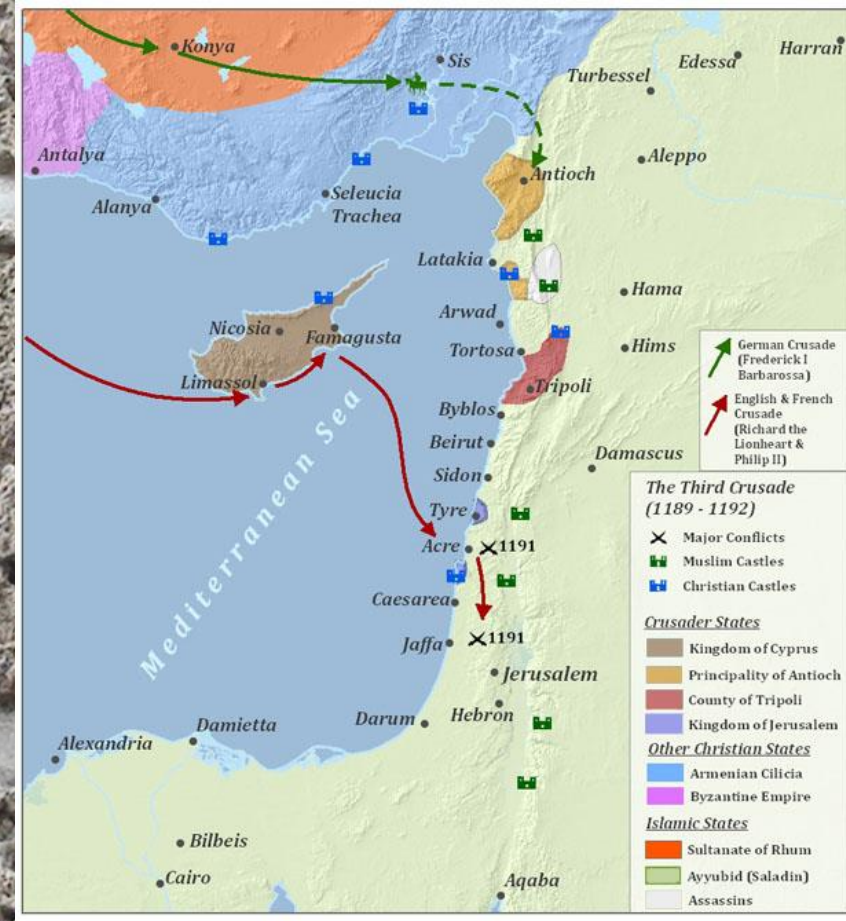 Konya
Sis
Harran
Edessa
Turbessel
Antalya
Aleppo
Antioch
Alanya
Seleucia
Trachea
Latakia
Hama
Arwad
Nicosia
Famagusta
Hims
Tortosa
Limassol
Tripoli
Byblos
Beirut
Damascus
Sidon
Tyre
Acre
1191
Caesarea
Jaffa
1191
Jerusalem
Hebron
Darum
Damietta
Alexandria
Bilbeis
Cairo
Aqaba
Mediterranean Sea
German Crusade
(Frederick I
Barbarossa)
English & French
Crusade
(Richard the
Lionheart &
Philip II)
The Third Crusade
(1189 - 1192)
Major Conflicts
Muslim Castles
Christian Castles
Crusader States
Kingdom of Cyprus
Principality of Antioch
County of Tripoli
Kingdom of Jerusalem
Other Christian States
Armenian Cilicia
Byzantine Empire
Islamic States
Sultanate of Rhum
Ayyubid (Saladin)
Assassins